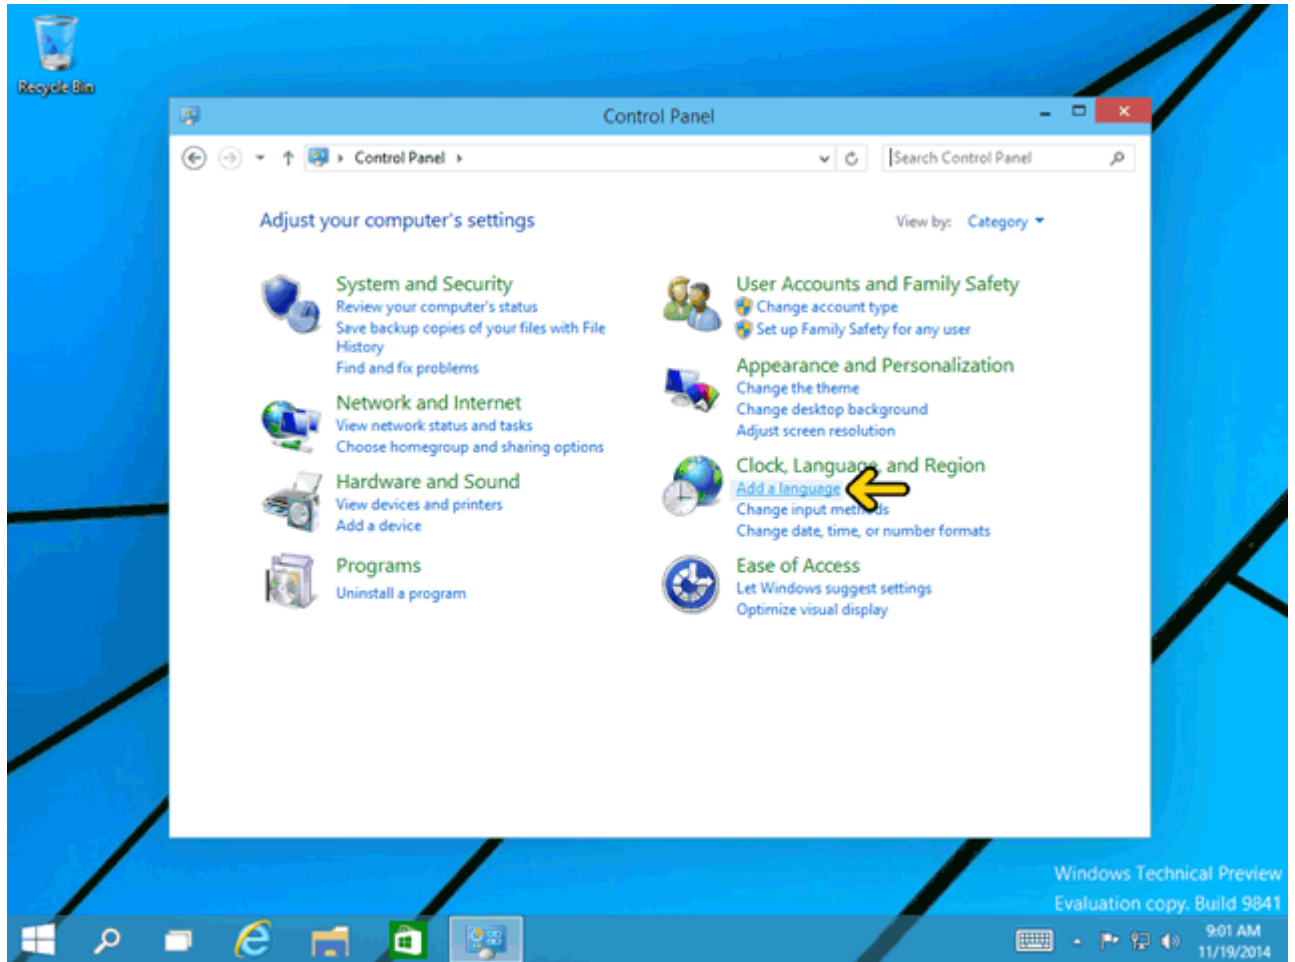 Recycle Bin
Control Panel
Control Panel
Search Control Panel
Adjust your computer's settings
View by: Category
System and Security
Review your computer's status
Save backup copies of your files with File
History
Find and fix problems
Network and Internet
View network status and tasks
Choose homegroup and sharing options
Hardware and Sound
View devices and printers
Add a device
Programs
Uninstall a program
User Accounts and Family Safety
Change account type
Set up Family Safety for any user
Appearance and Personalization
Change the theme
Change desktop background
Adjust screen resolution
Clock, Language, and Region
Add a language
Change input methods
Change date, time, or number formats
Ease of Access
Let Windows suggest settings
Optimize visual display
Windows Technical Preview
Evaluation copy. Build 9841
9:01 AM
11/19/2014